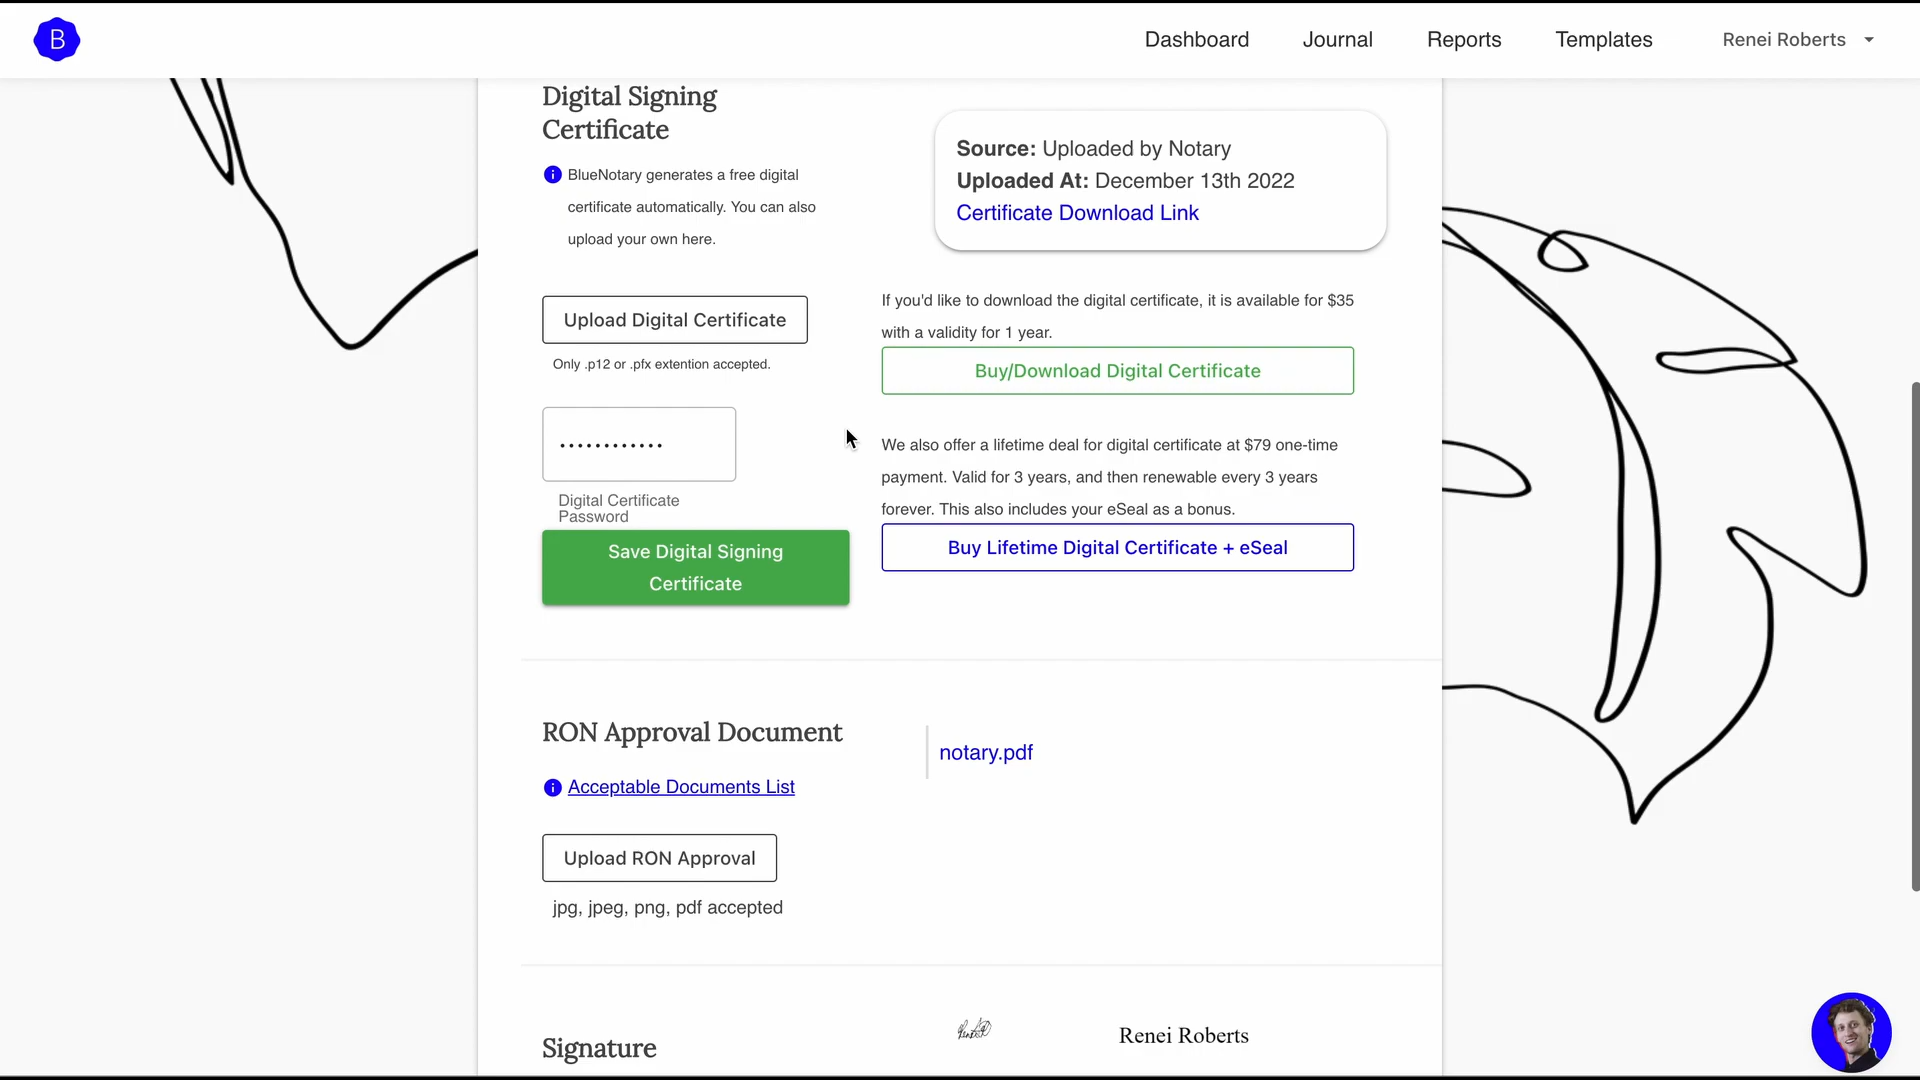 B
Dashboard
Journal
Reports
Templates
Renei Roberts
Digital Signing
Certificate
BlueNotary generates a free digital
certificate automatically. You can also
upload your own here.
Source: Uploaded by Notary
Uploaded At: December 13th 2022
Certificate Download Link
Upload Digital Certificate
Only .p12 or .pfx extention accepted.
If you'd like to download the digital certificate, it is available for $35
with a validity for 1 year.
Buy/Download Digital Certificate
Digital Certificate
Password
Save Digital Signing
Certificate
We also offer a lifetime deal for digital certificate at $79 one-time
payment. Valid for 3 years, and then renewable every 3 years
forever. This also includes your eSeal as a bonus.
Buy Lifetime Digital Certificate + eSeal
RON Approval Document
Acceptable Documents List
notary.pdf
Upload RON Approval
jpg, jpeg, png, pdf accepted
Signature
Renei Roberts